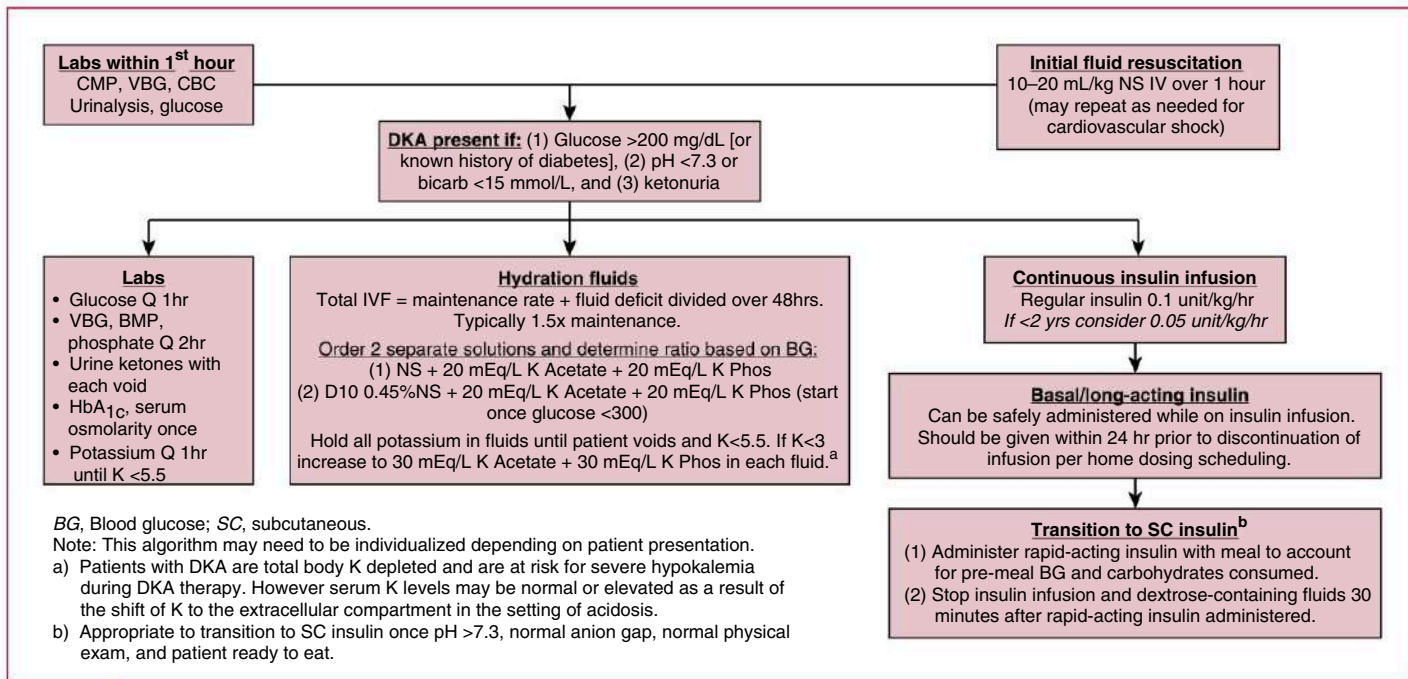 Labs within 1st hour
CMP, VBG, CBC
Urinalysis, glucose
Initial fluid resuscitation
10–20 mL/kg NS IV over 1 hour
(may repeat as needed for
cardiovascular shock)
DKA present if: (1) Glucose >200 mg/dL [or
known history of diabetes], (2) pH <7.3 or
bicarb <15 mmol/L, and (3) ketonuria
Labs
• Glucose Q 1hr
• VBG, BMP,
phosphate Q 2hr
• Urine ketones with
each void
• HbA1c, serum
osmolarity once
• Potassium Q 1hr
until K <5.5
Hydration fluids
Total IVF = maintenance rate + fluid deficit divided over 48hrs.
Typically 1.5x maintenance.
Order 2 separate solutions and determine ratio based on BG:
(1) NS + 20 mEq/L K Acetate + 20 mEq/L K Phos
(2) D10 0.45%NS + 20 mEq/L K Acetate + 20 mEq/L K Phos (start
once glucose <300)
Hold all potassium in fluids until patient voids and K<5.5. If K<3
increase to 30 mEq/L K Acetate + 30 mEq/L K Phos in each fluid.a
Continuous insulin infusion
Regular insulin 0.1 unit/kg/hr
If <2 yrs consider 0.05 unit/kg/hr
Basal/long-acting insulin
Can be safely administered while on insulin infusion.
Should be given within 24 hr prior to discontinuation of
infusion per home dosing scheduling.
Transition to SC insulinb
(1) Administer rapid-acting insulin with meal to account
for pre-meal BG and carbohydrates consumed.
(2) Stop insulin infusion and dextrose-containing fluids 30
minutes after rapid-acting insulin administered.
BG, Blood glucose; SC, subcutaneous.
Note: This algorithm may need to be individualized depending on patient presentation.
a) Patients with DKA are total body K depleted and are at risk for severe hypokalemia
during DKA therapy. However serum K levels may be normal or elevated as a result of
the shift of K to the extracellular compartment in the setting of acidosis.
b) Appropriate to transition to SC insulin once pH >7.3, normal anion gap, normal physical
exam, and patient ready to eat.